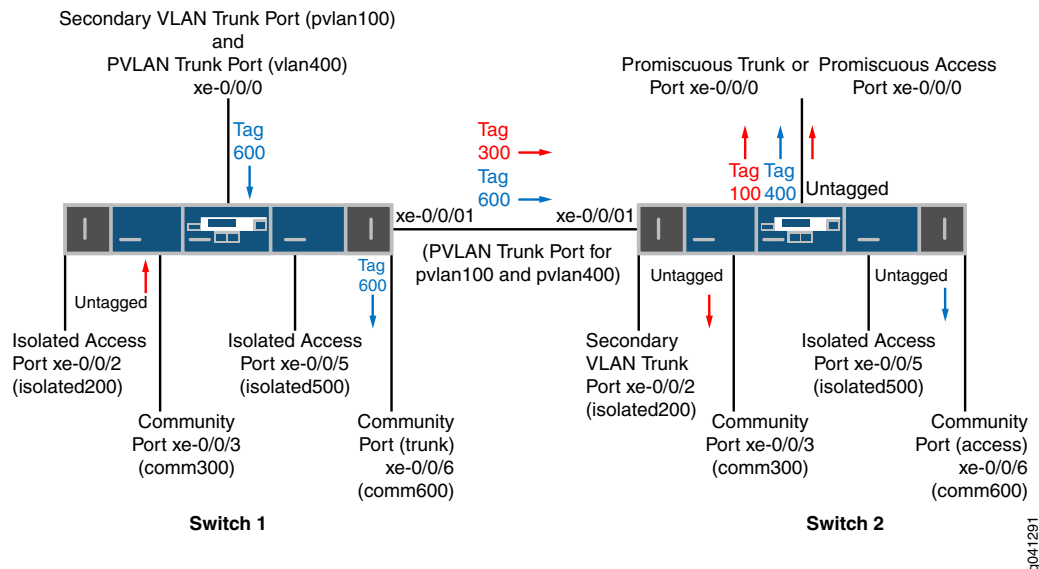 Secondary VLAN Trunk Port (pvlan100)
and
PVLAN Trunk Port (vlan400)
xe-0/0/0
Promiscuous Trunk or
Port xe-0/0/0
Promiscuous Access
Port xe-0/0/0
Tag
600
Tag
300
Tag
600
Tag
100
Tag
400
Untagged
xe-0/0/01
xe-0/0/01
(PVLAN Trunk Port for
pvlan100 and pvlan400)
Untagged
Tag
600
Untagged
Untagged
Isolated Access
Port xe-0/0/2
(isolated200)
Isolated Access
Port xe-0/0/5
(isolated500)
Secondary
VLAN Trunk
Port xe-0/0/2
(isolated200)
Isolated Access
Port xe-0/0/5
(isolated500)
Community
Port xe-0/0/3
(comm300)
Community
Port (trunk)
xe-0/0/6
(comm600)
Community
Port xe-0/0/3
(comm300)
Community
Port (access)
xe-0/0/6
(comm600)
Switch 1
Switch 2
g041291